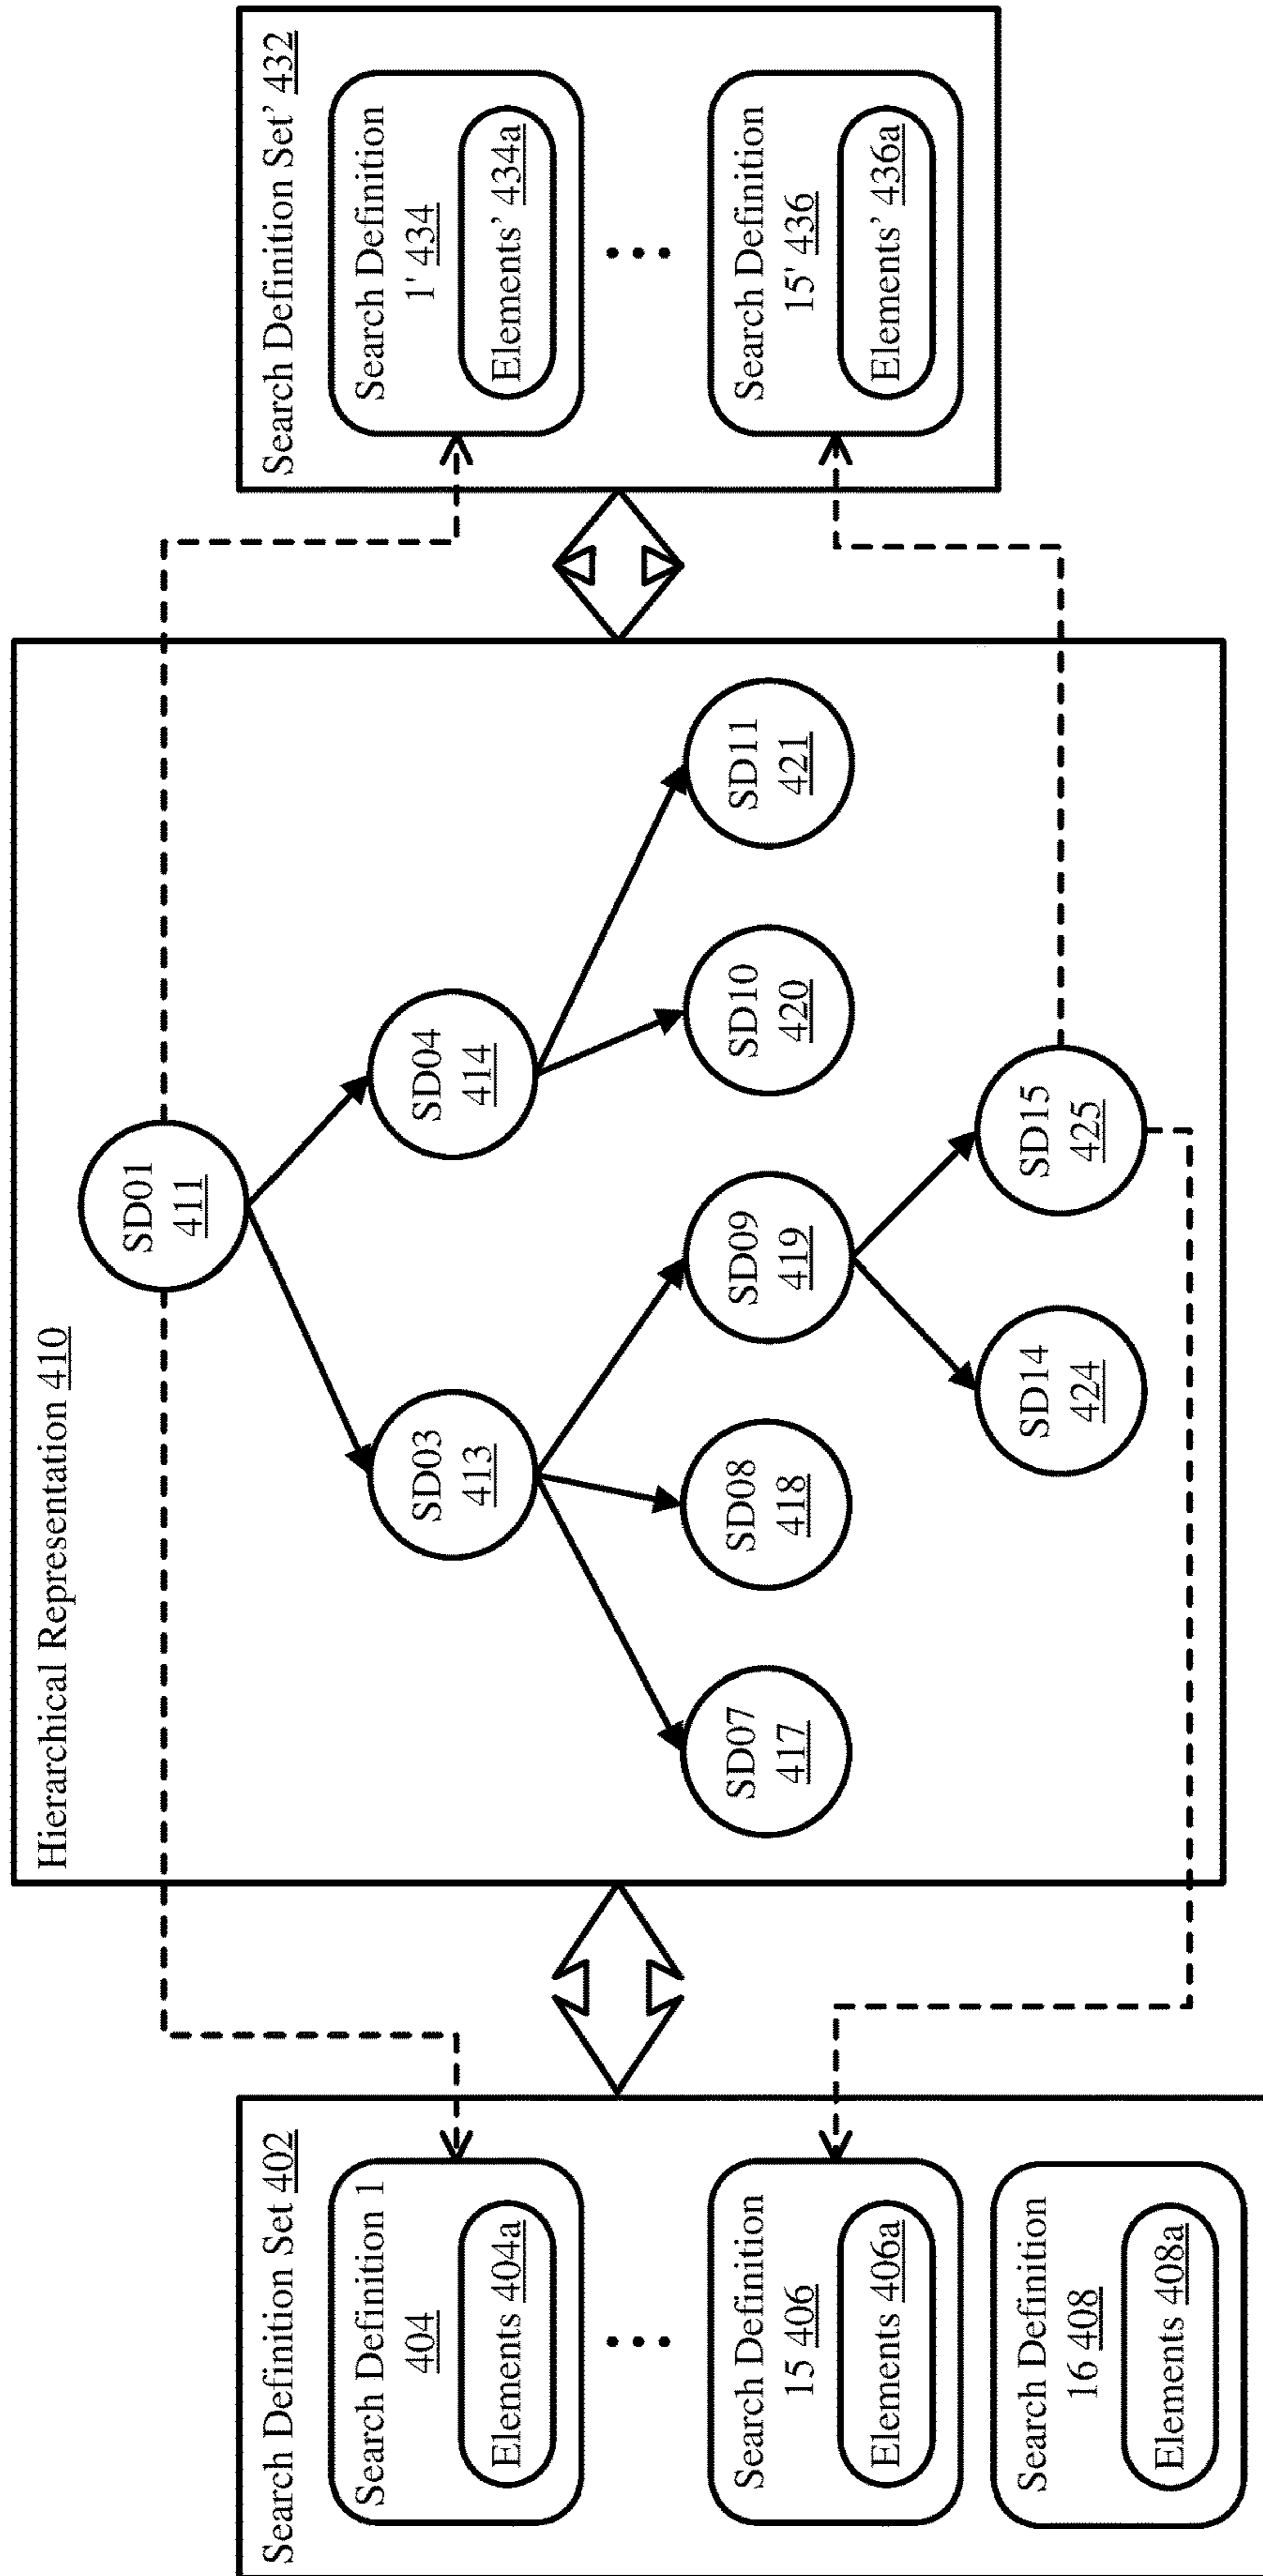 Search Definition Set 402
Search Definition 1
404
Elements 404a
Search Definition
15 406
Elements 406a
Search Definition
16 408
Elements 408a
Hierarchical Representation 410
SD01
411
SD03
413
SD04
414
SD07
417
SD08
418
SD09
419
SD10
420
SD11
421
SD14
424
SD15
425
Search Definition Set’ 432
Search Definition
1' 434
Elements’ 434a
Search Definition
15' 436
Elements’ 436a